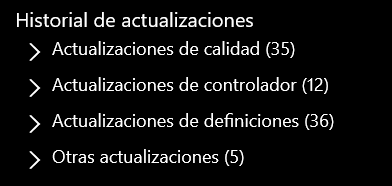 Historial de actualizaciones
Actualizaciones de calidad (35)
Actualizaciones de controlador (12)
Actualizaciones de definiciones (36)
Otras actualizaciones (5)